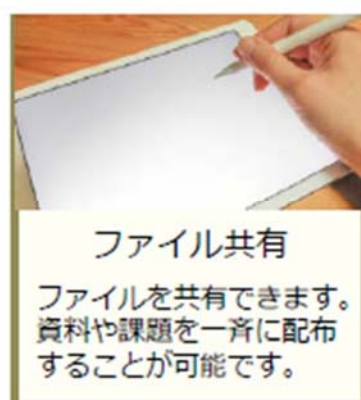 ファイル共有
ファイルを共有できます。
資料や課題を一斉に配布
することが可能です。